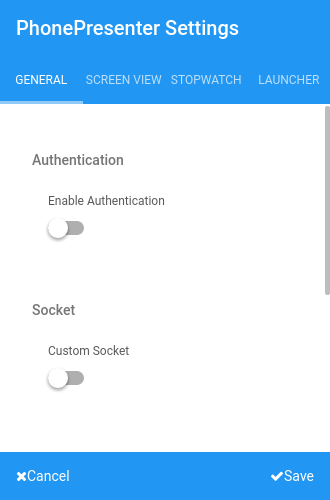 PhonePresenter Settings
GENERAL SCREEN VIEW STOPWATCH LAUNCHER
Authentication
Enable Authentication
Socket
Custom Socket
Cancel Save